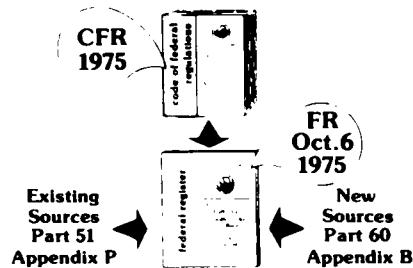 CFR
1975
code of federal
regulations
FR
Oct.6
1975
federal register
Existing
Sources
Part 51
Appendix P
New
Sources
Part 60
Appendix B